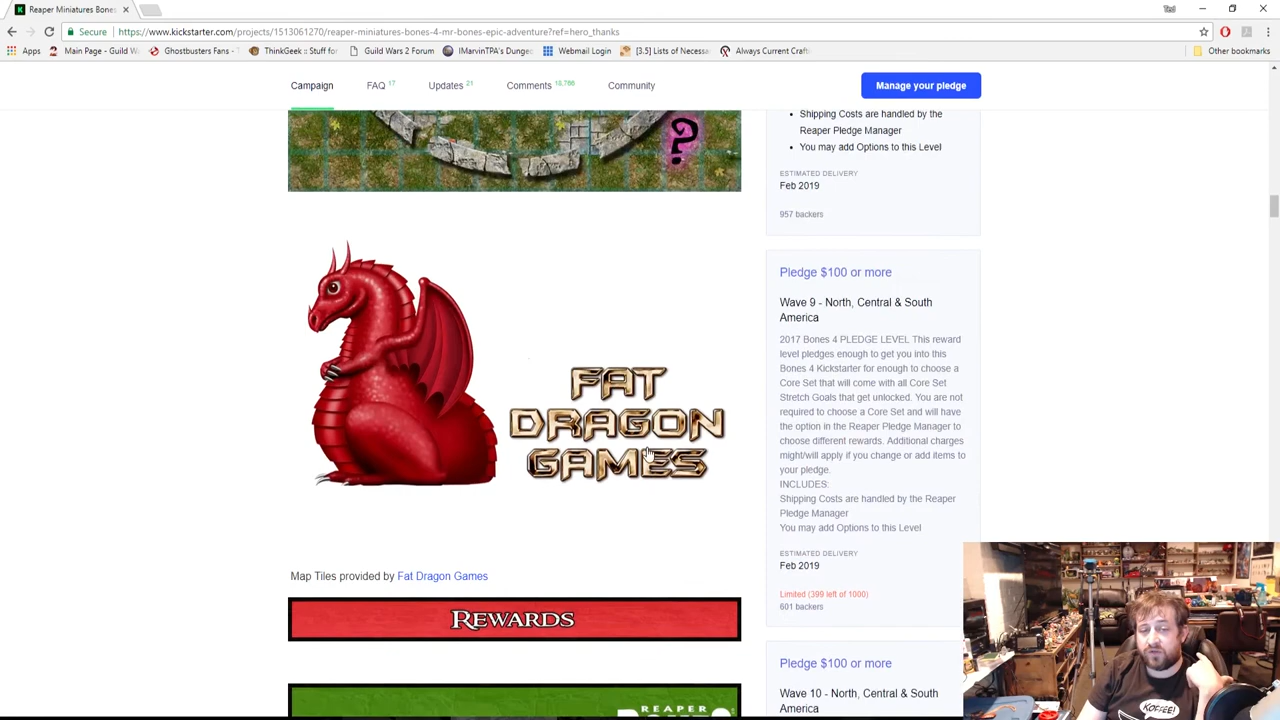 Reaper Miniatures Bones
Ted
Secure
https://www.kickstarter.com/projects/1513061270/reaper-miniatures-bones-4-mr-bones-epic-adventure?ref=hero_thanks
Apps
Main Page - Guild W
Ghostbusters Fans -
ThinkGeek :: Stuff for
Guild Wars 2 Forum
IMarvinTPA's Dunge
Webmail Login
[3.5] Lists of Necessa
Always Current Craft
Other bookmarks
Campaign
FAQ 17
Updates 21
Comments
Community
Manage your pledge
?
• Shipping Costs are handled by the
Reaper Pledge Manager
• You may add Options to this Level
ESTIMATED DELIVERY
Feb 2019
957 backers
FAT
DRAGON
GAMES
Map Tiles provided by Fat Dragon Games
REWARDS
REAPER
Pledge $100 or more
Wave 9 - North, Central & South
America
2017 Bones 4 PLEDGE LEVEL This reward
level pledges enough to get you into this
Bones 4 Kickstarter for enough to choose a
Core Set that will come with all Core Set
Stretch Goals that get unlocked. You are not
required to choose a Core Set and will have
the option in the Reaper Pledge Manager to
choose different rewards. Additional charges
might/will apply if you change or add items to
your pledge.
INCLUDES:
Shipping Costs are handled by the Reaper
Pledge Manager
You may add Options to this Level
ESTIMATED DELIVERY
Feb 2019
Limited (399 left of 1000)
601 backers
Pledge $100 or more
Wave 10 - North, Central & South
America
COFFEE!